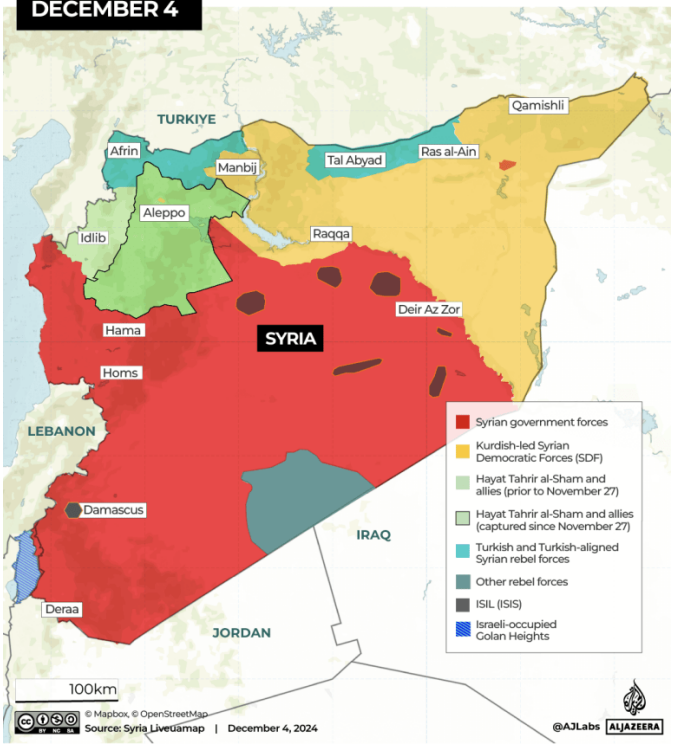 DECEMBER 4
TURKIYE
Qamishli
Afrin
Manbij
Tal Abyad
Ras al-Ain
Aleppo
Idlib
Raqqa
Deir Az Zor
Hama
SYRIA
Homs
LEBANON
Damascus
IRAQ
Deraa
JORDAN
Syrian government forces
Kurdish-led Syrian
Democratic Forces (SDF)
Hayat Tahrir al-Sham and
allies (prior to November 27)
Hayat Tahrir al-Sham and allies
(captured since November 27)
Turkish and Turkish-aligned
Syrian rebel forces
Other rebel forces
ISIL (ISIS)
Israeli-occupied
Golan Heights
100km
CC BY NC SA
© Mapbox, © OpenStreetMap
Source: Syria Liveuamap | December 4, 2024
@AJLabs ALJAZEERA